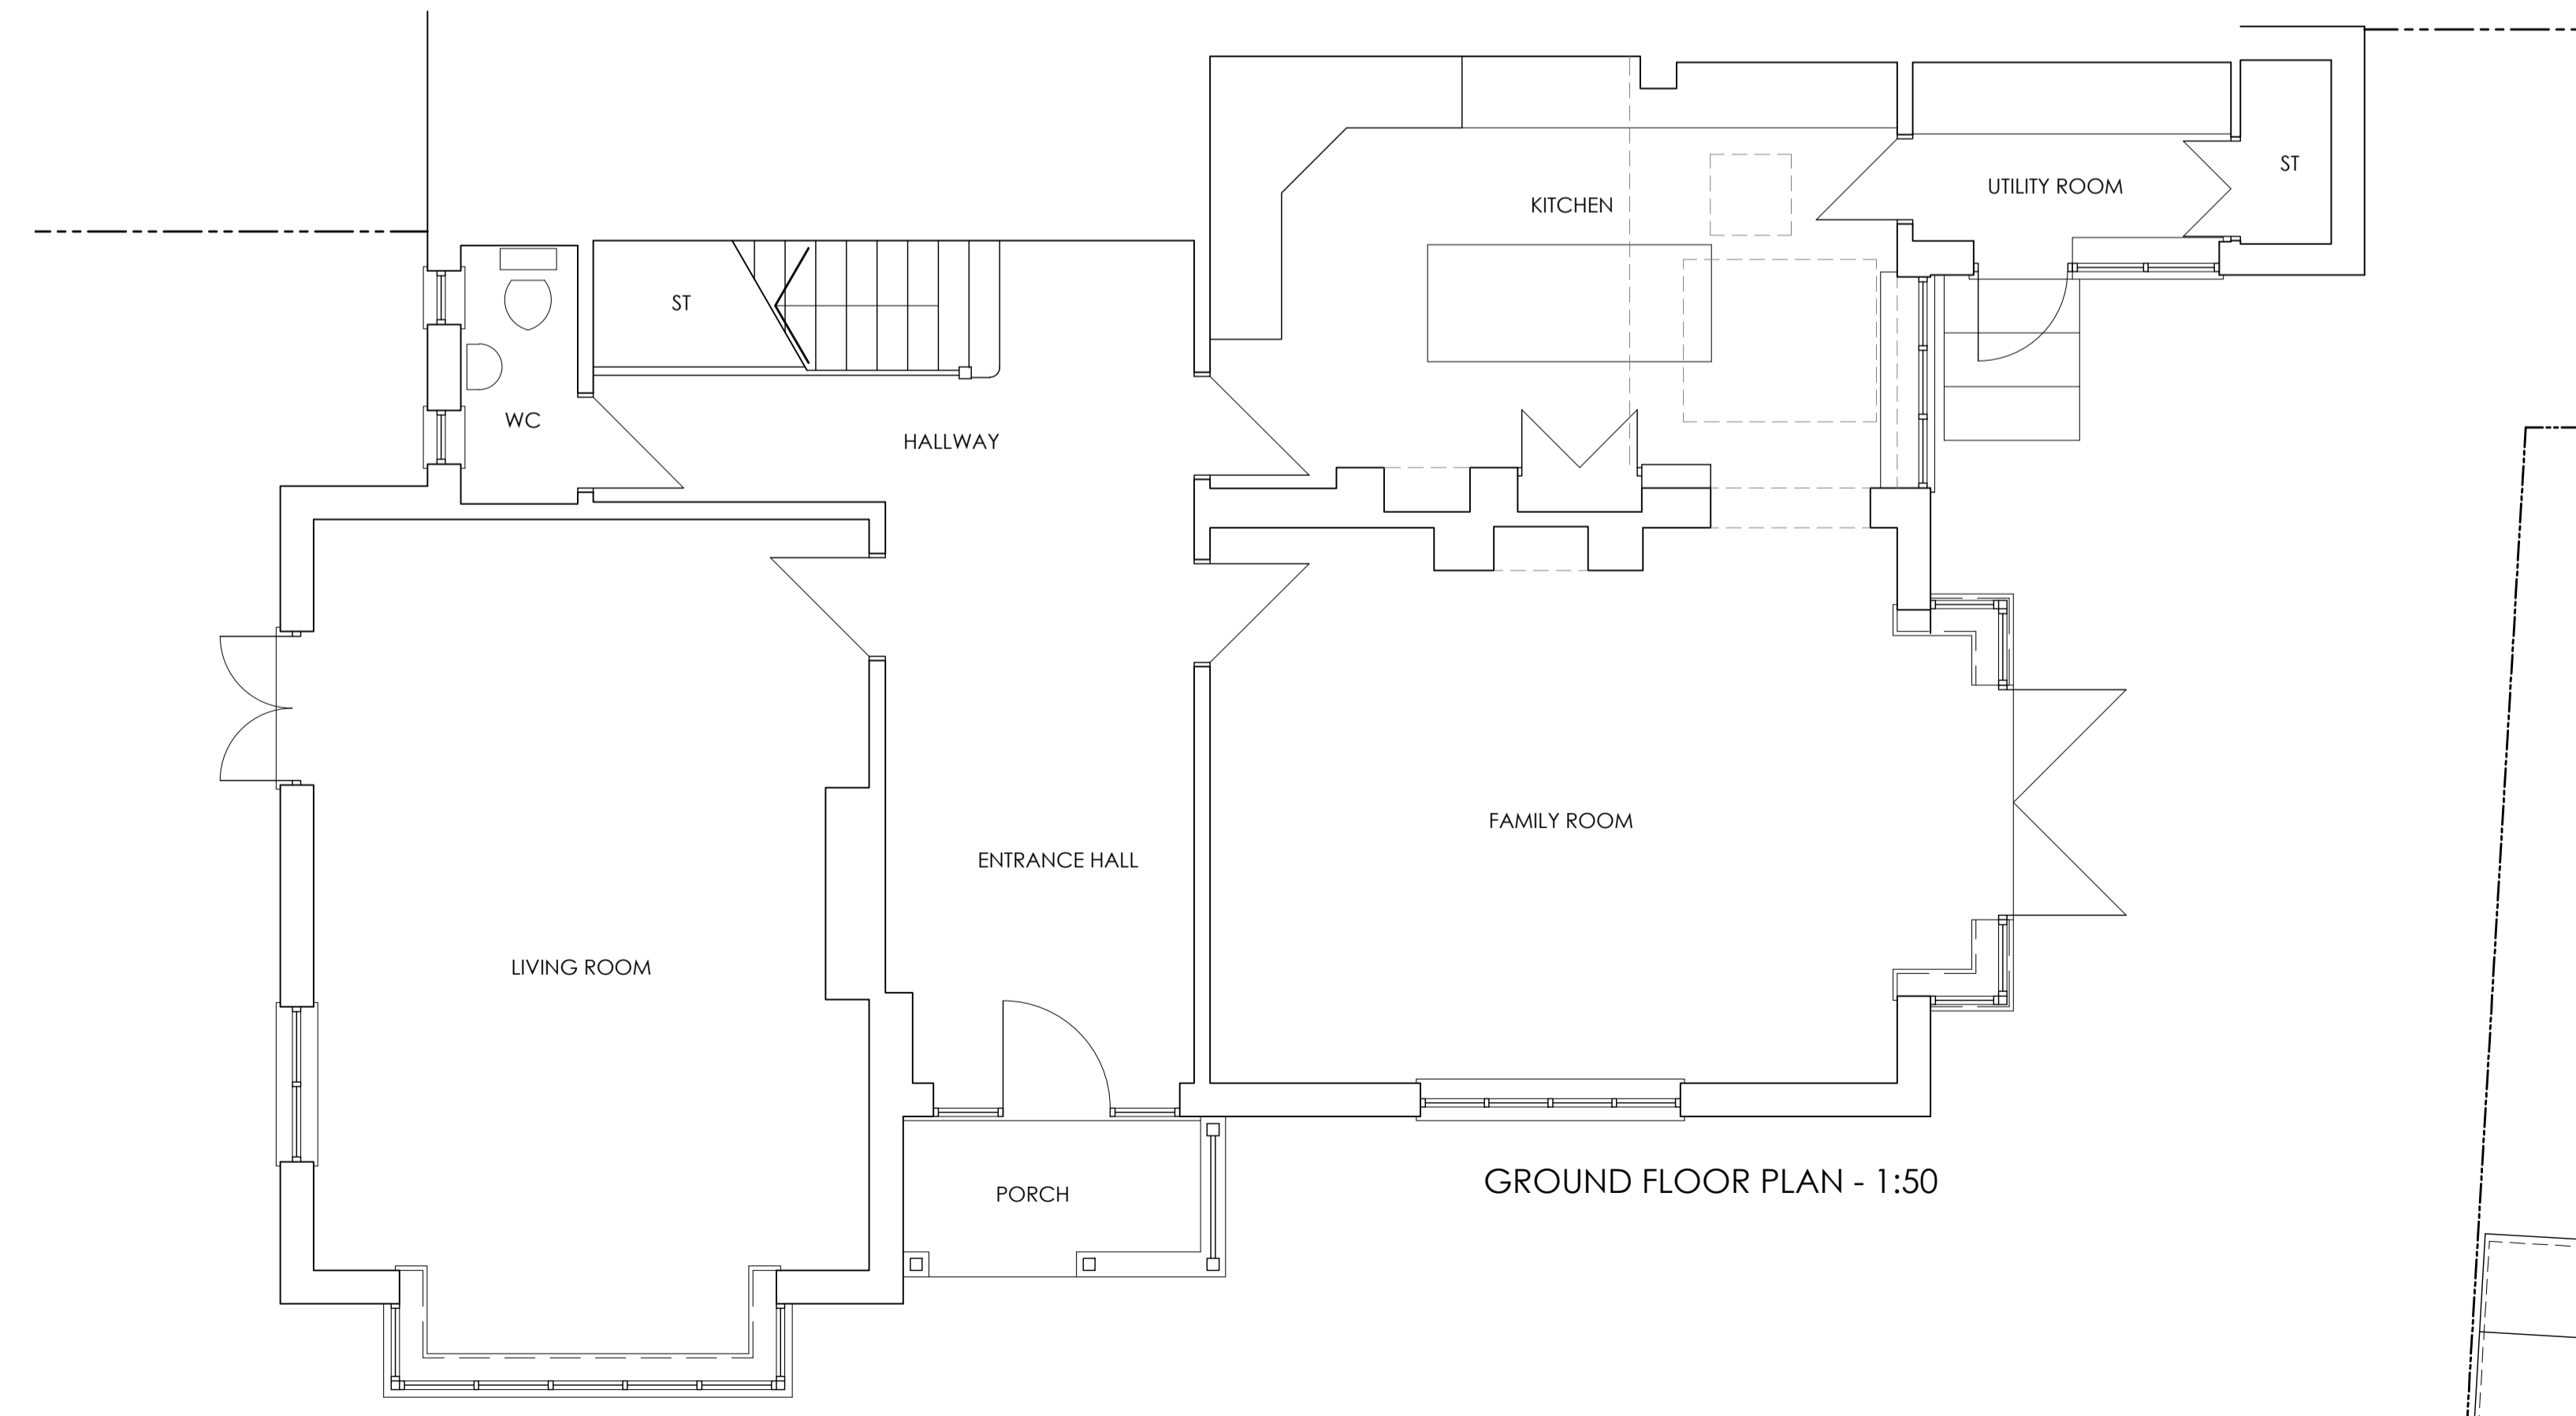 ST
UTILITY ROOM
KITCHEN
ST
WC
HALLWAY
FAMILY ROOM
ENTRANCE HALL
LIVING ROOM
PORCH
GROUND FLOOR PLAN - 1:50